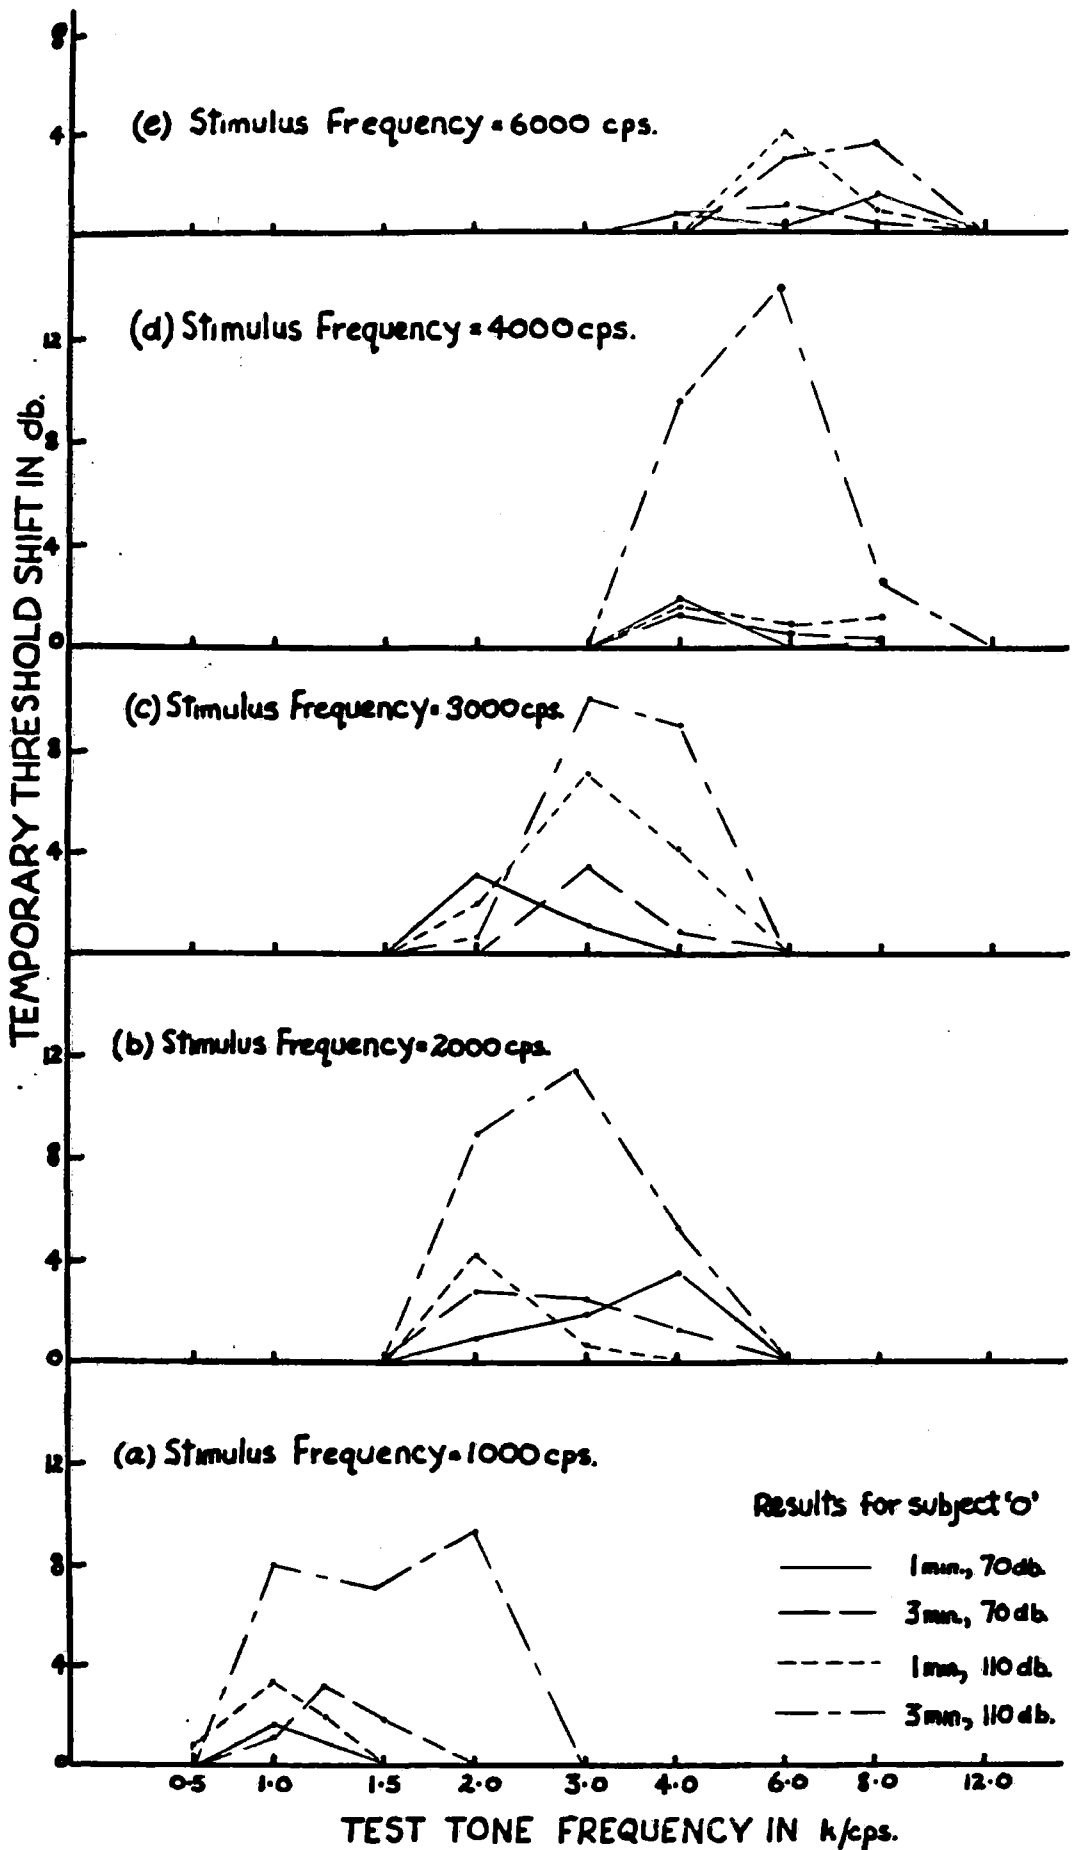 8
(e) Stimulus Frequency = 6000 cps.
4
(d) Stimulus Frequency = 4000 cps.
12
8
4
0
(c) Stimulus Frequency = 3000 cps.
8
4
(b) Stimulus Frequency = 2000 cps.
12
8
4
0
(a) Stimulus Frequency = 1000 cps.
12
8
4
0
TEMPORARY THRESHOLD SHIFT IN db.
Results for subject 'O'
1 min., 70 db.
3 min., 70 db.
1 min, 110 db.
3 min, 110 db.
0.5 1.0 1.5 2.0 3.0 4.0 6.0 8.0 12.0
TEST TONE FREQUENCY IN k/cps.